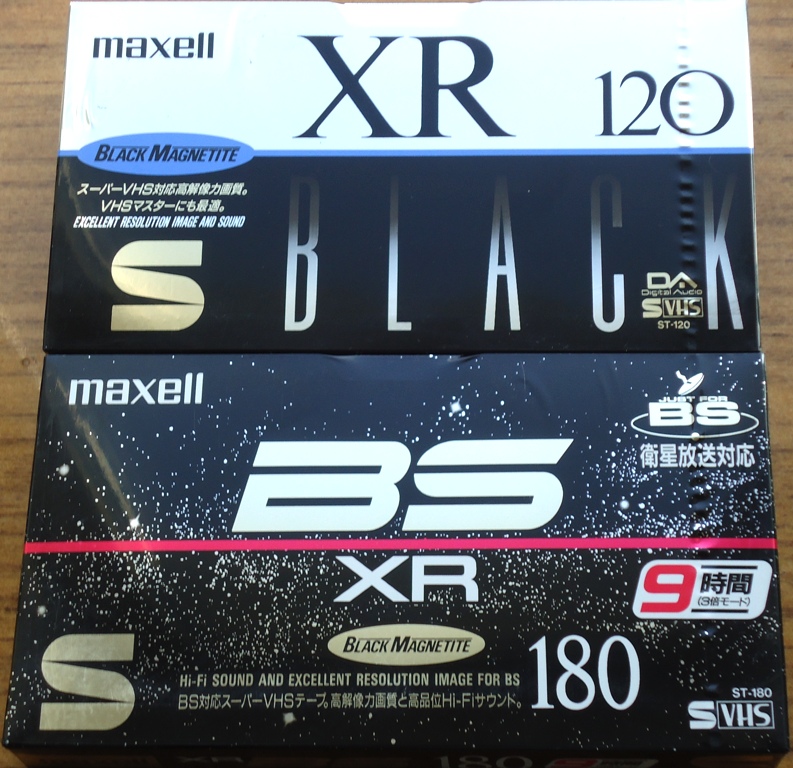 maxell
XR 120
BLACK MAGNETITE
スーパーVHS対応高解像力画質。
VHSマスターにも最適。
EXCELLENT RESOLUTION IMAGE AND SOUND
S
BLACK
DA
Digital Audio
S VHS
ST-120
maxell
JUST FOR
BS
衛星放送対応
BS
XR
9時間
(3倍モード)
BLACK MAGNETITE
180
S
Hi-Fi SOUND AND EXCELLENT RESOLUTION IMAGE FOR BS
BS対応スーパーVHSテープ。高解像力画質と高品位Hi-Fiサウンド。
ST-180
S VHS
XR
180